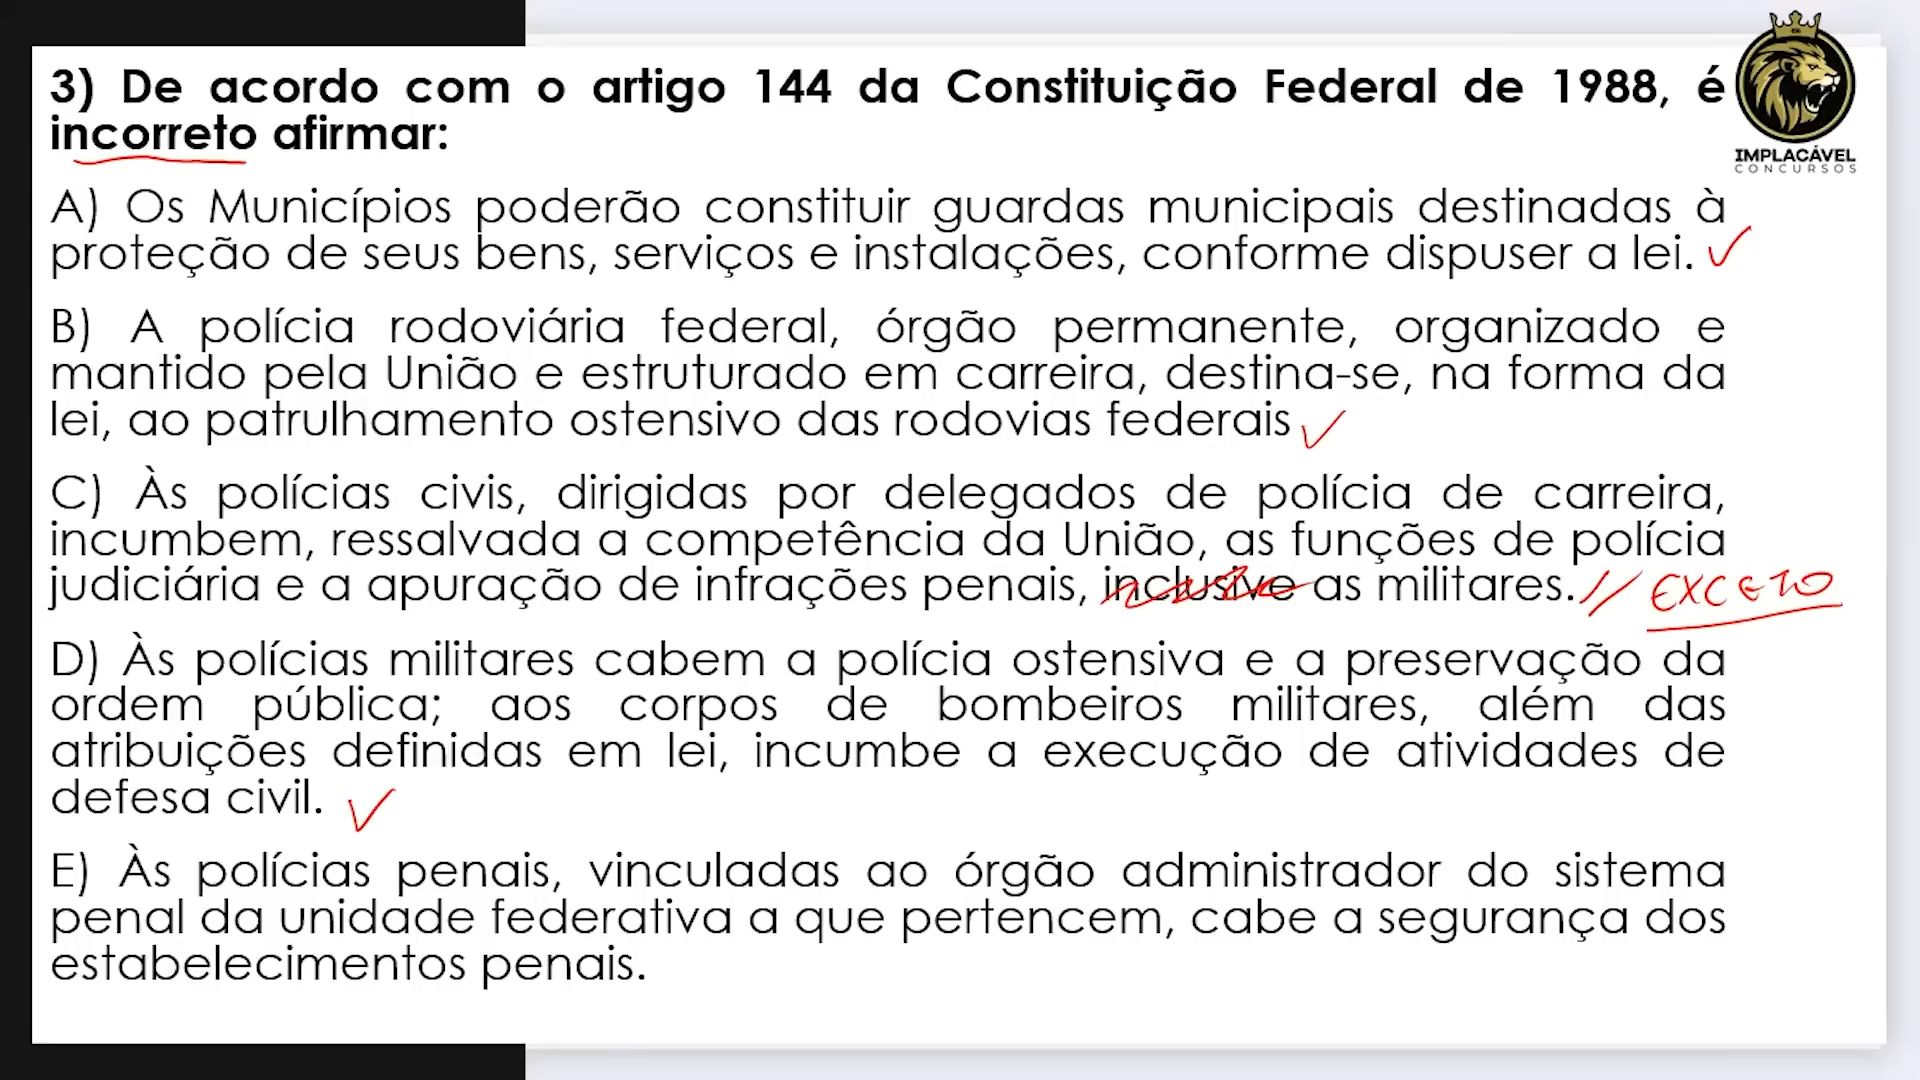 3) De acordo com o artigo 144 da Constituição Federal de 1988, é
incorreto afirmar:
IMPLACÁVEL
CONCURSOS
A) Os Municípios poderão constituir guardas municipais destinadas à
proteção de seus bens, serviços e instalações, conforme dispuser a lei.
B) A polícia rodoviária federal, órgão permanente, organizado e
mantido pela União e estruturado em carreira, destina-se, na forma da
lei, ao patrulhamento ostensivo das rodovias federais
C) Às polícias civis, dirigidas por delegados de polícia de carreira,
incumbem, ressalvada a competência da União, as funções de polícia
judiciária e a apuração de infrações penais, inclusive as militares. // EXCETO
D) Às polícias militares cabem a polícia ostensiva e a preservação da
ordem pública; aos corpos de bombeiros militares, além das
atribuições definidas em lei, incumbe a execução de atividades de
defesa civil.
E) Às polícias penais, vinculadas ao órgão administrador do sistema
penal da unidade federativa a que pertencem, cabe a segurança dos
estabelecimentos penais.